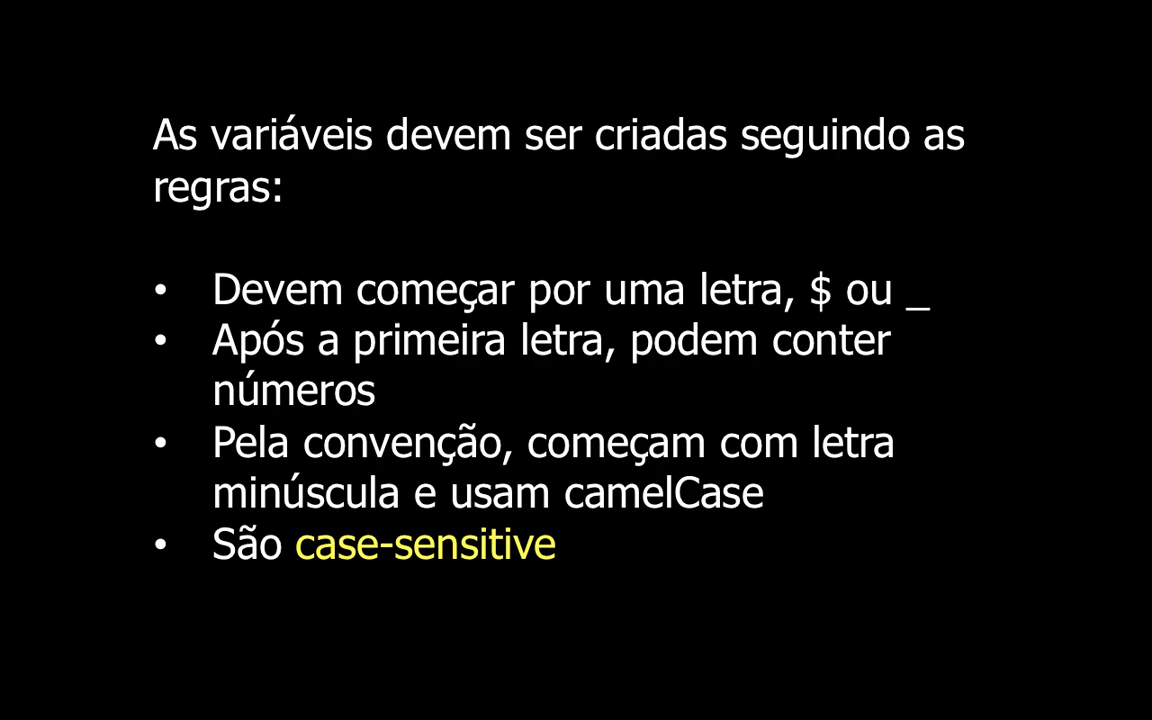 As variáveis devem ser criadas seguindo as
regras:
• Devem começar por uma letra, $ ou _
• Após a primeira letra, podem conter
números
• Pela convenção, começam com letra
minúscula e usam camelCase
• São case-sensitive